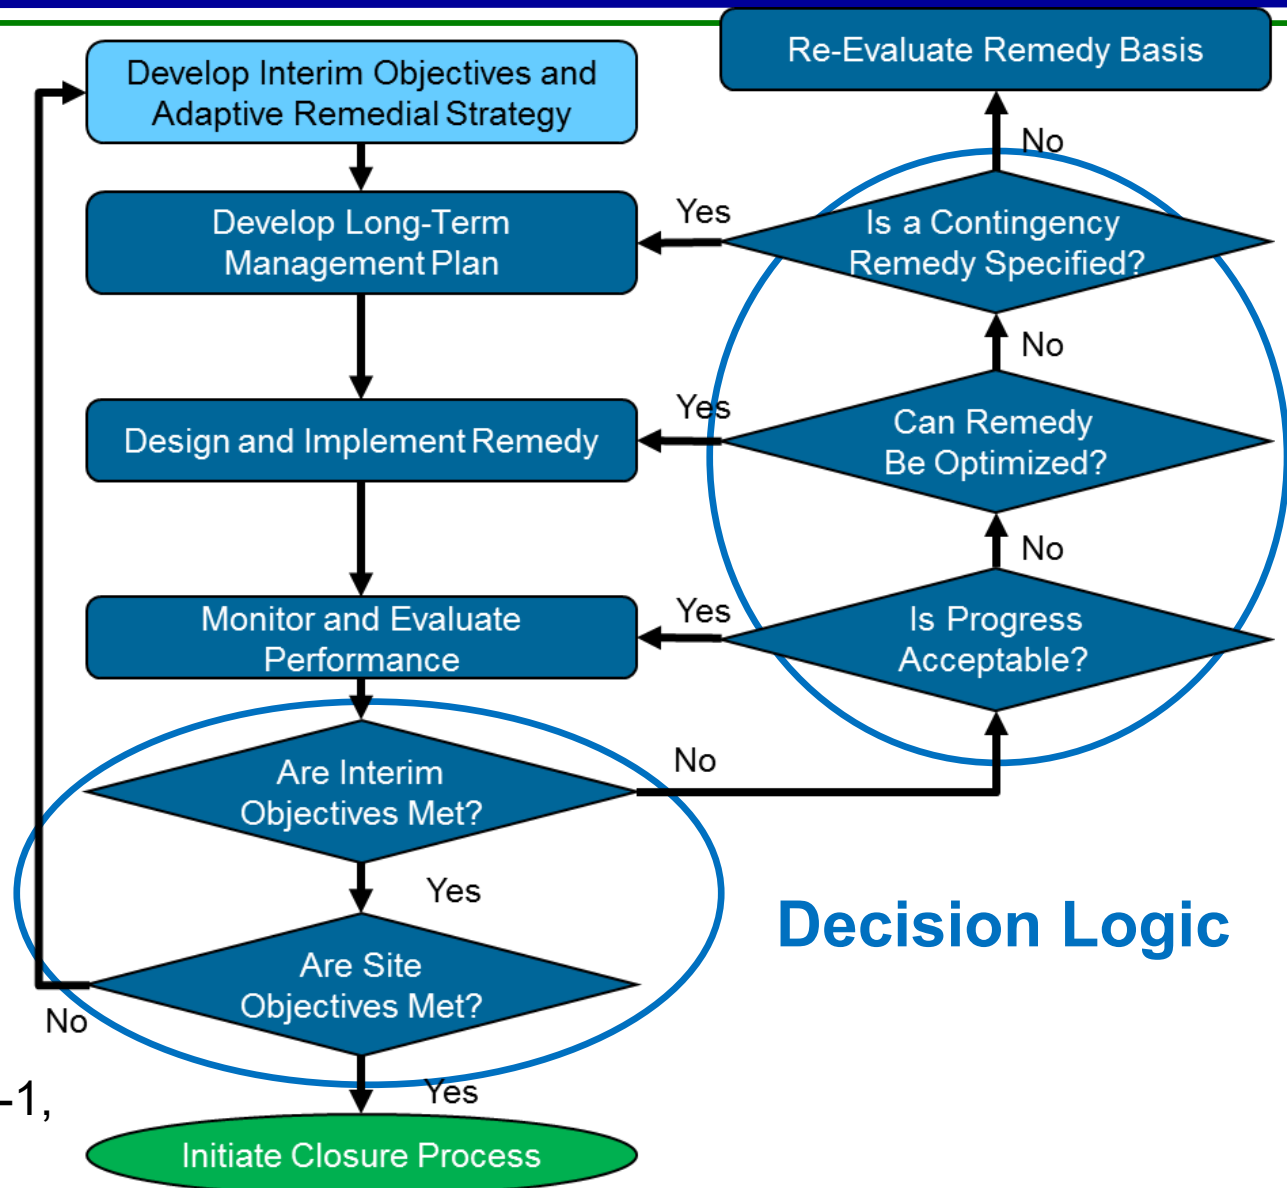 Develop Interim Objectives and
Adaptive Remedial Strategy
Re-Evaluate Remedy Basis
No
Develop Long-Term
Management Plan
Yes
Is a Contingency
Remedy Specified?
No
Design and Implement Remedy
Yes
Can Remedy
Be Optimized?
No
Monitor and Evaluate
Performance
Yes
Is Progress
Acceptable?
Are Interim
Objectives Met?
No
Yes
Decision Logic
Are Site
Objectives Met?
No
Yes
-1,
Initiate Closure Process